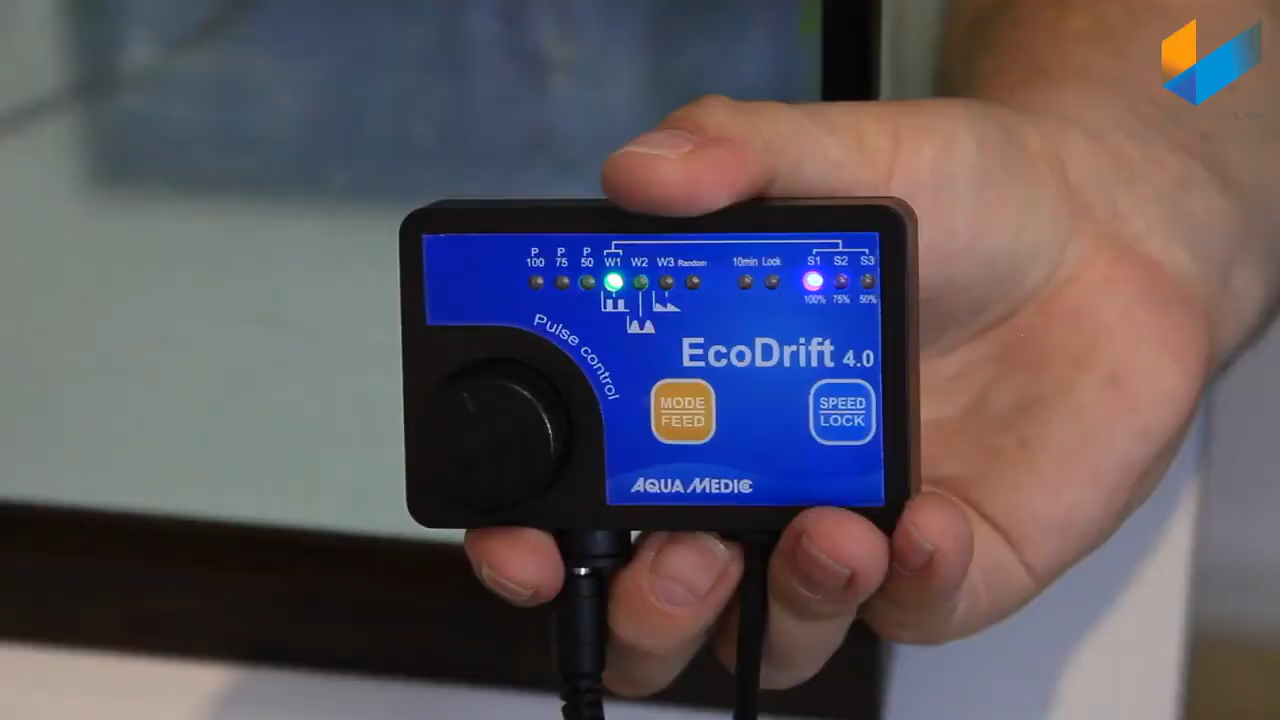 P 100
P 75
P 50
W1
W2
W3
Random
10min
Lock
S1
S2
S3
100%
75%
50%
Pulse control
EcoDrift 4.0
MODE
FEED
SPEED
LOCK
AQUA MEDIC